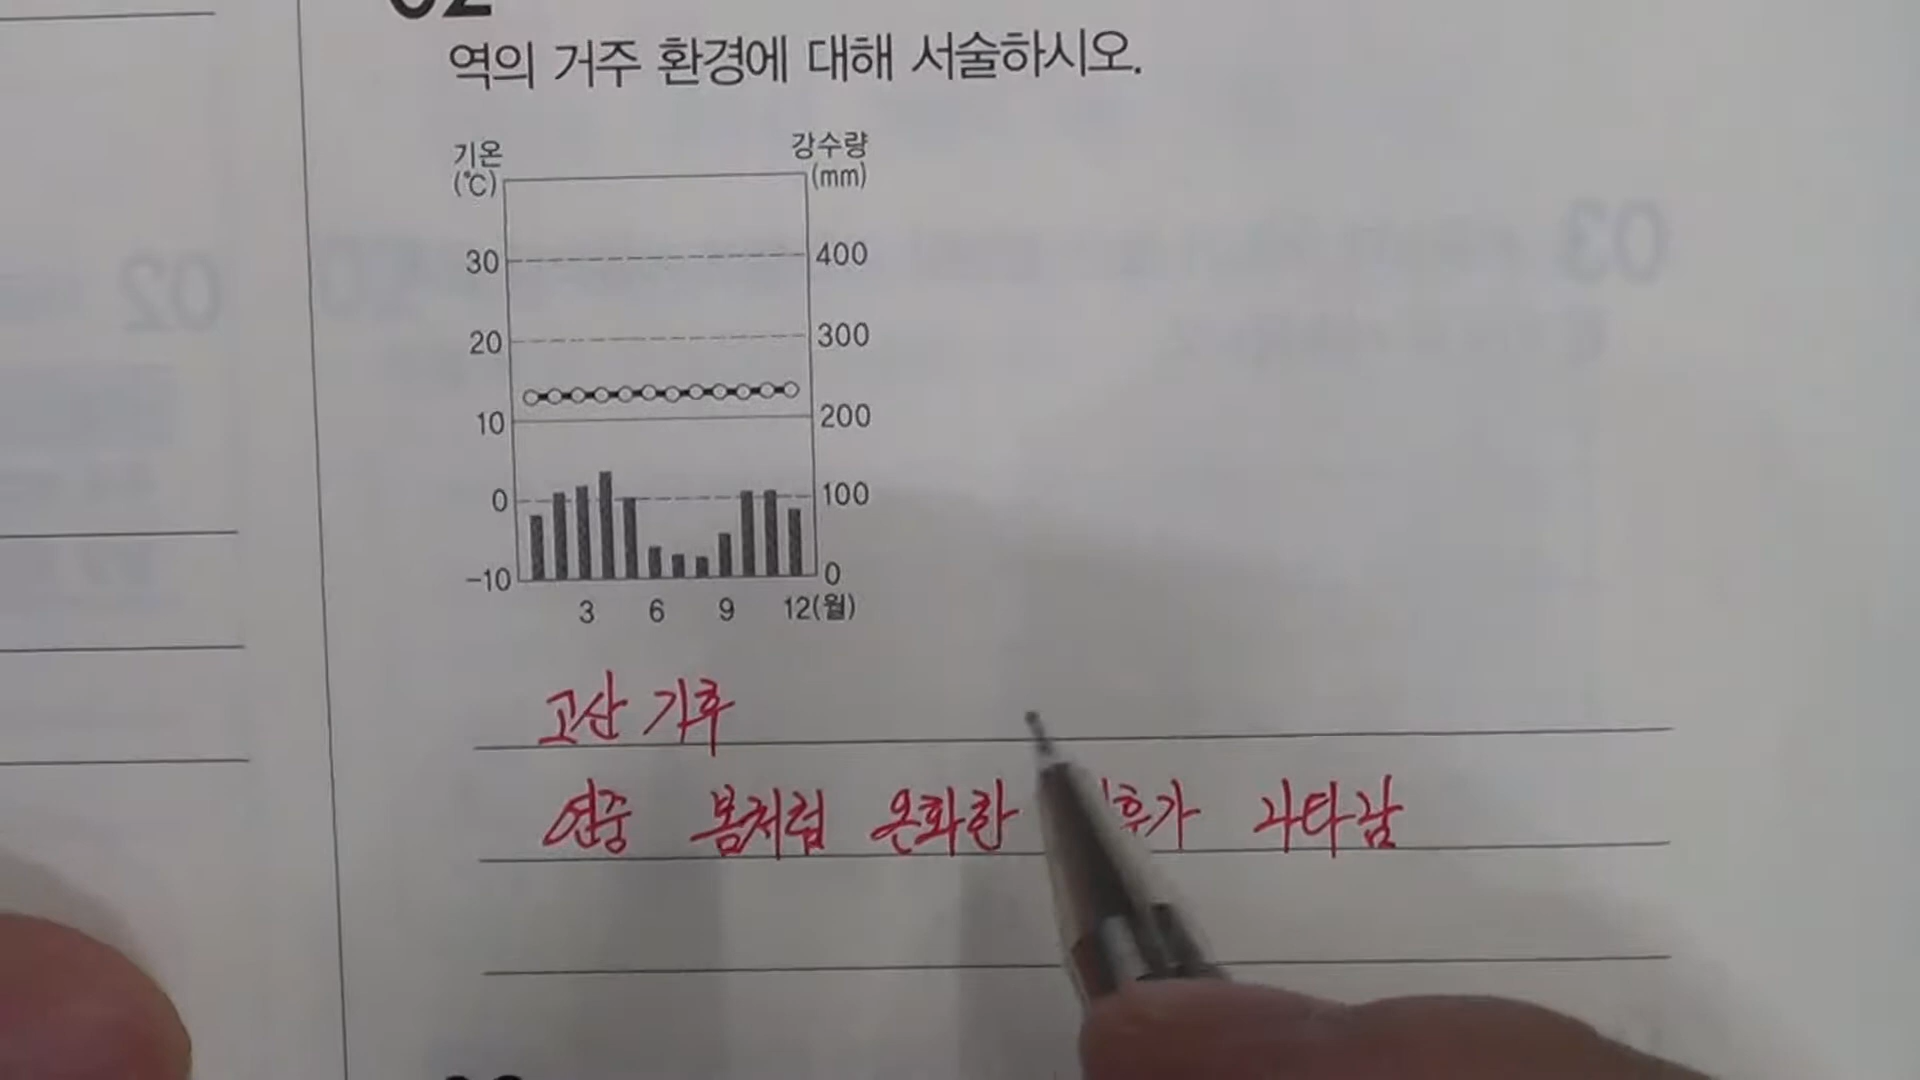 02
역의 거주 환경에 대해 서술하시오.
기온
(℃)
강수량
(mm)
30
20
10
0
-10
400
300
200
100
0
3 6 9 12(월)
고산 기후
연중 봄처럼 온화한 나타남